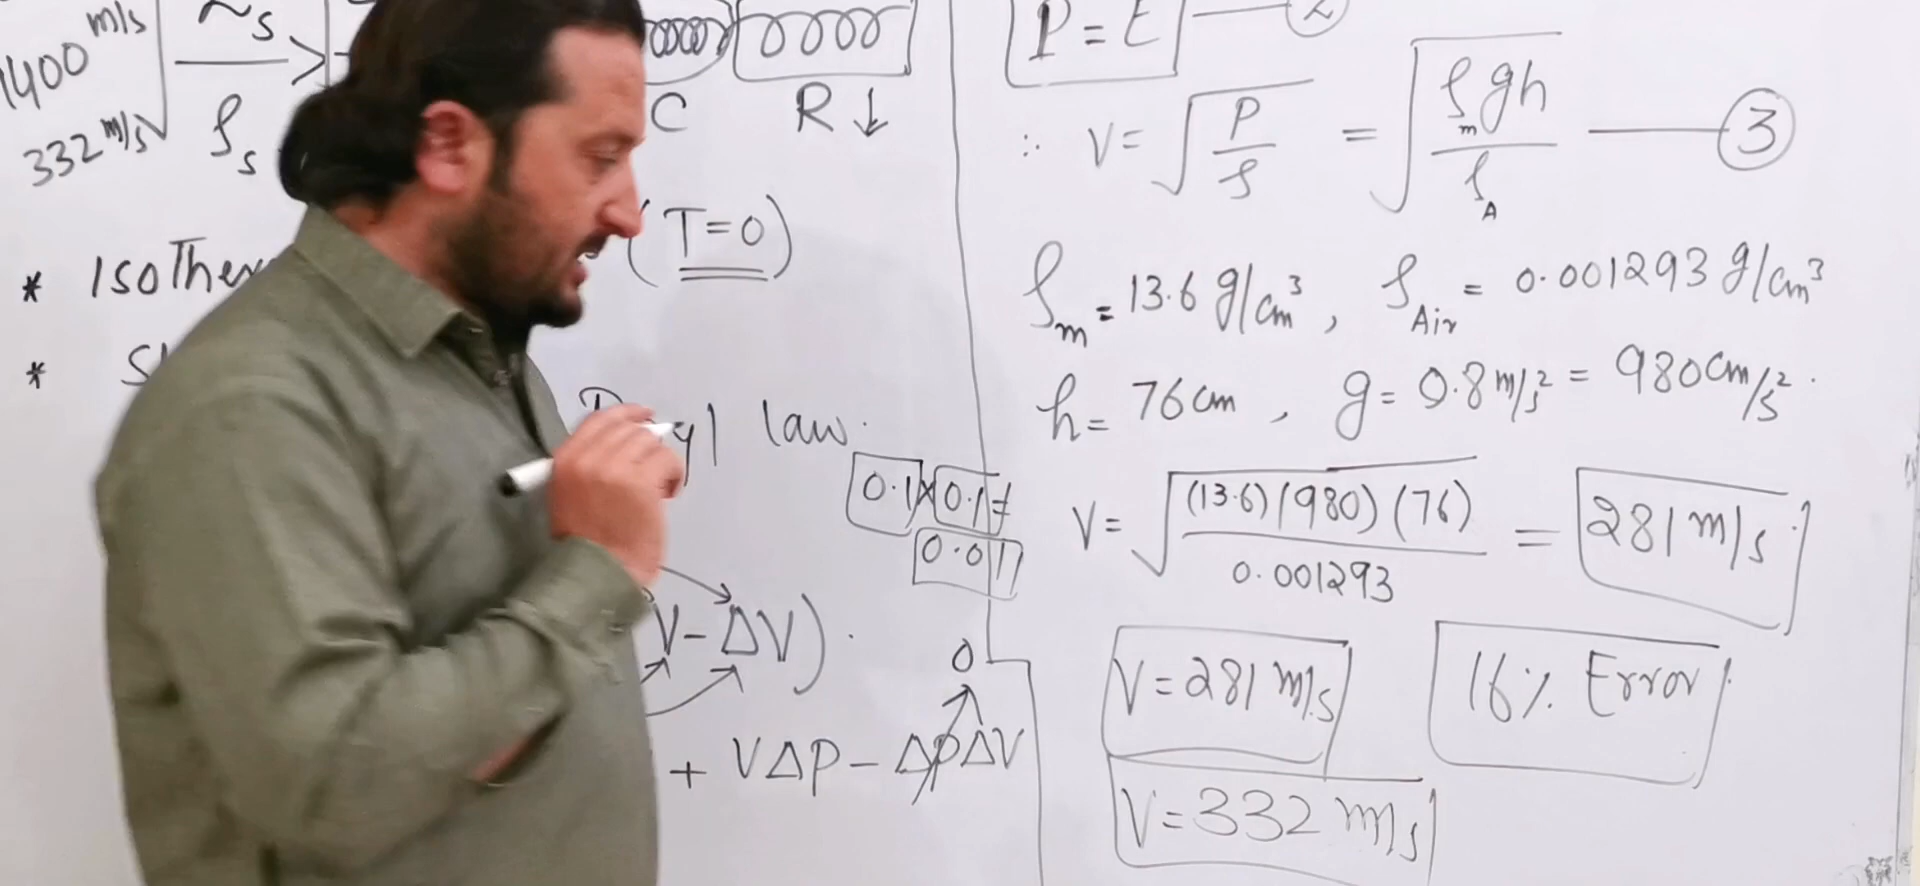 1400 m/s
332 m/s
ρs
C R↓
(T=0)
* Isother
*
law.
0.1 × 0.1 =
0.01
V-ΔV).
0
+ VΔP - ΔPΔV
P = E
∴ V = √P/ρ = √ρm gh/ρA ③
ρm = 13.6 g/cm³, ρAir = 0.001293 g/cm³
h = 76 cm, g = 9.8 m/s² = 980 cm/s².
V = √(13.6)(980)(76)/0.001293 = 281 m/s
V = 281 m/s 16% Error
V = 332 m/s